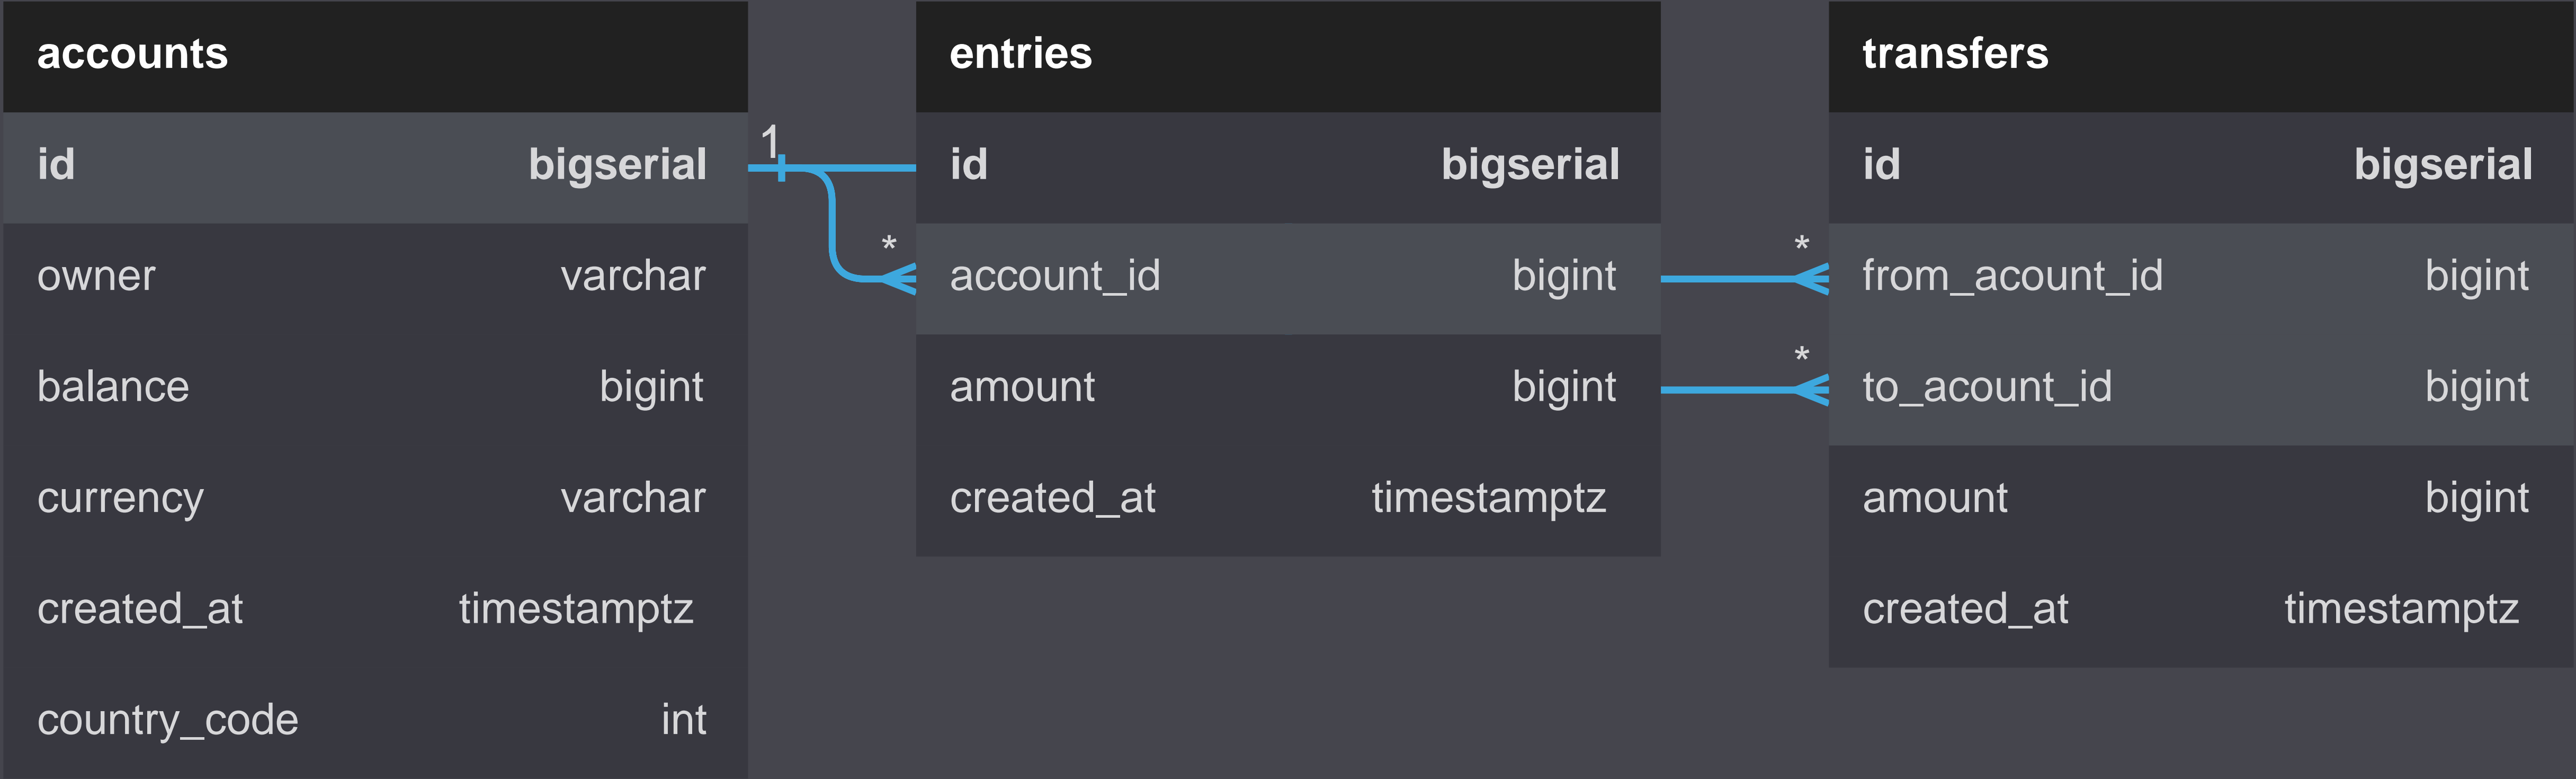 accounts
id bigserial
owner varchar
balance bigint
currency varchar
created_at timestamptz
country_code int
1
*
entries
id bigserial
account_id bigint
amount bigint
created_at timestamptz
*
*
transfers
id bigserial
from_acount_id bigint
to_acount_id bigint
amount bigint
created_at timestamptz